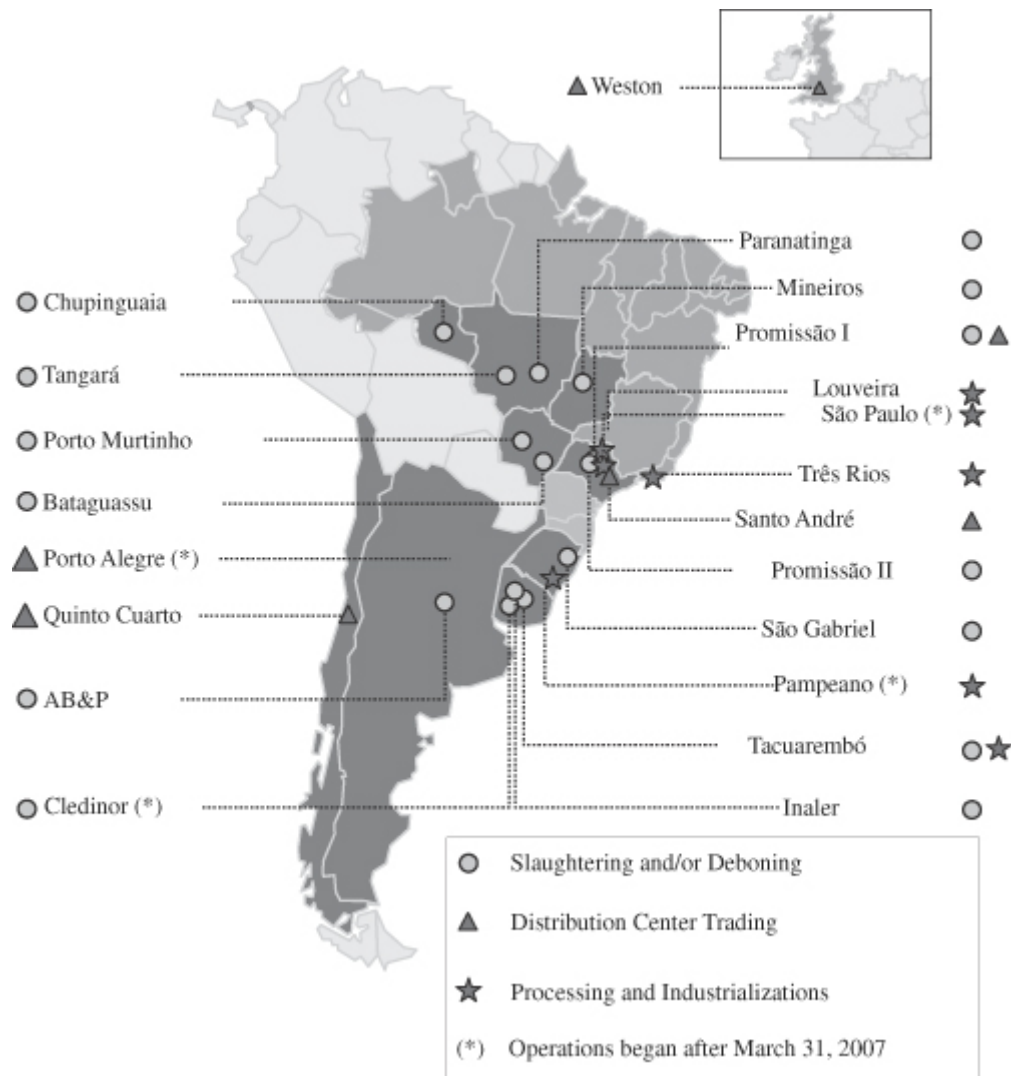 Weston
Paranatinga
Mineiros
Promissão I
Louveira
São Paulo (*)
Três Rios
Santo André
Promissão II
São Gabriel
Pampeano (*)
Tacuarembó
Inaler
Chupinguaia
Tangará
Porto Murtinho
Bataguassu
Porto Alegre (*)
Quinto Cuarto
AB&P
Cledinor (*)
Slaughtering and/or Deboning
Distribution Center Trading
Processing and Industrializations
(*) Operations began after March 31, 2007